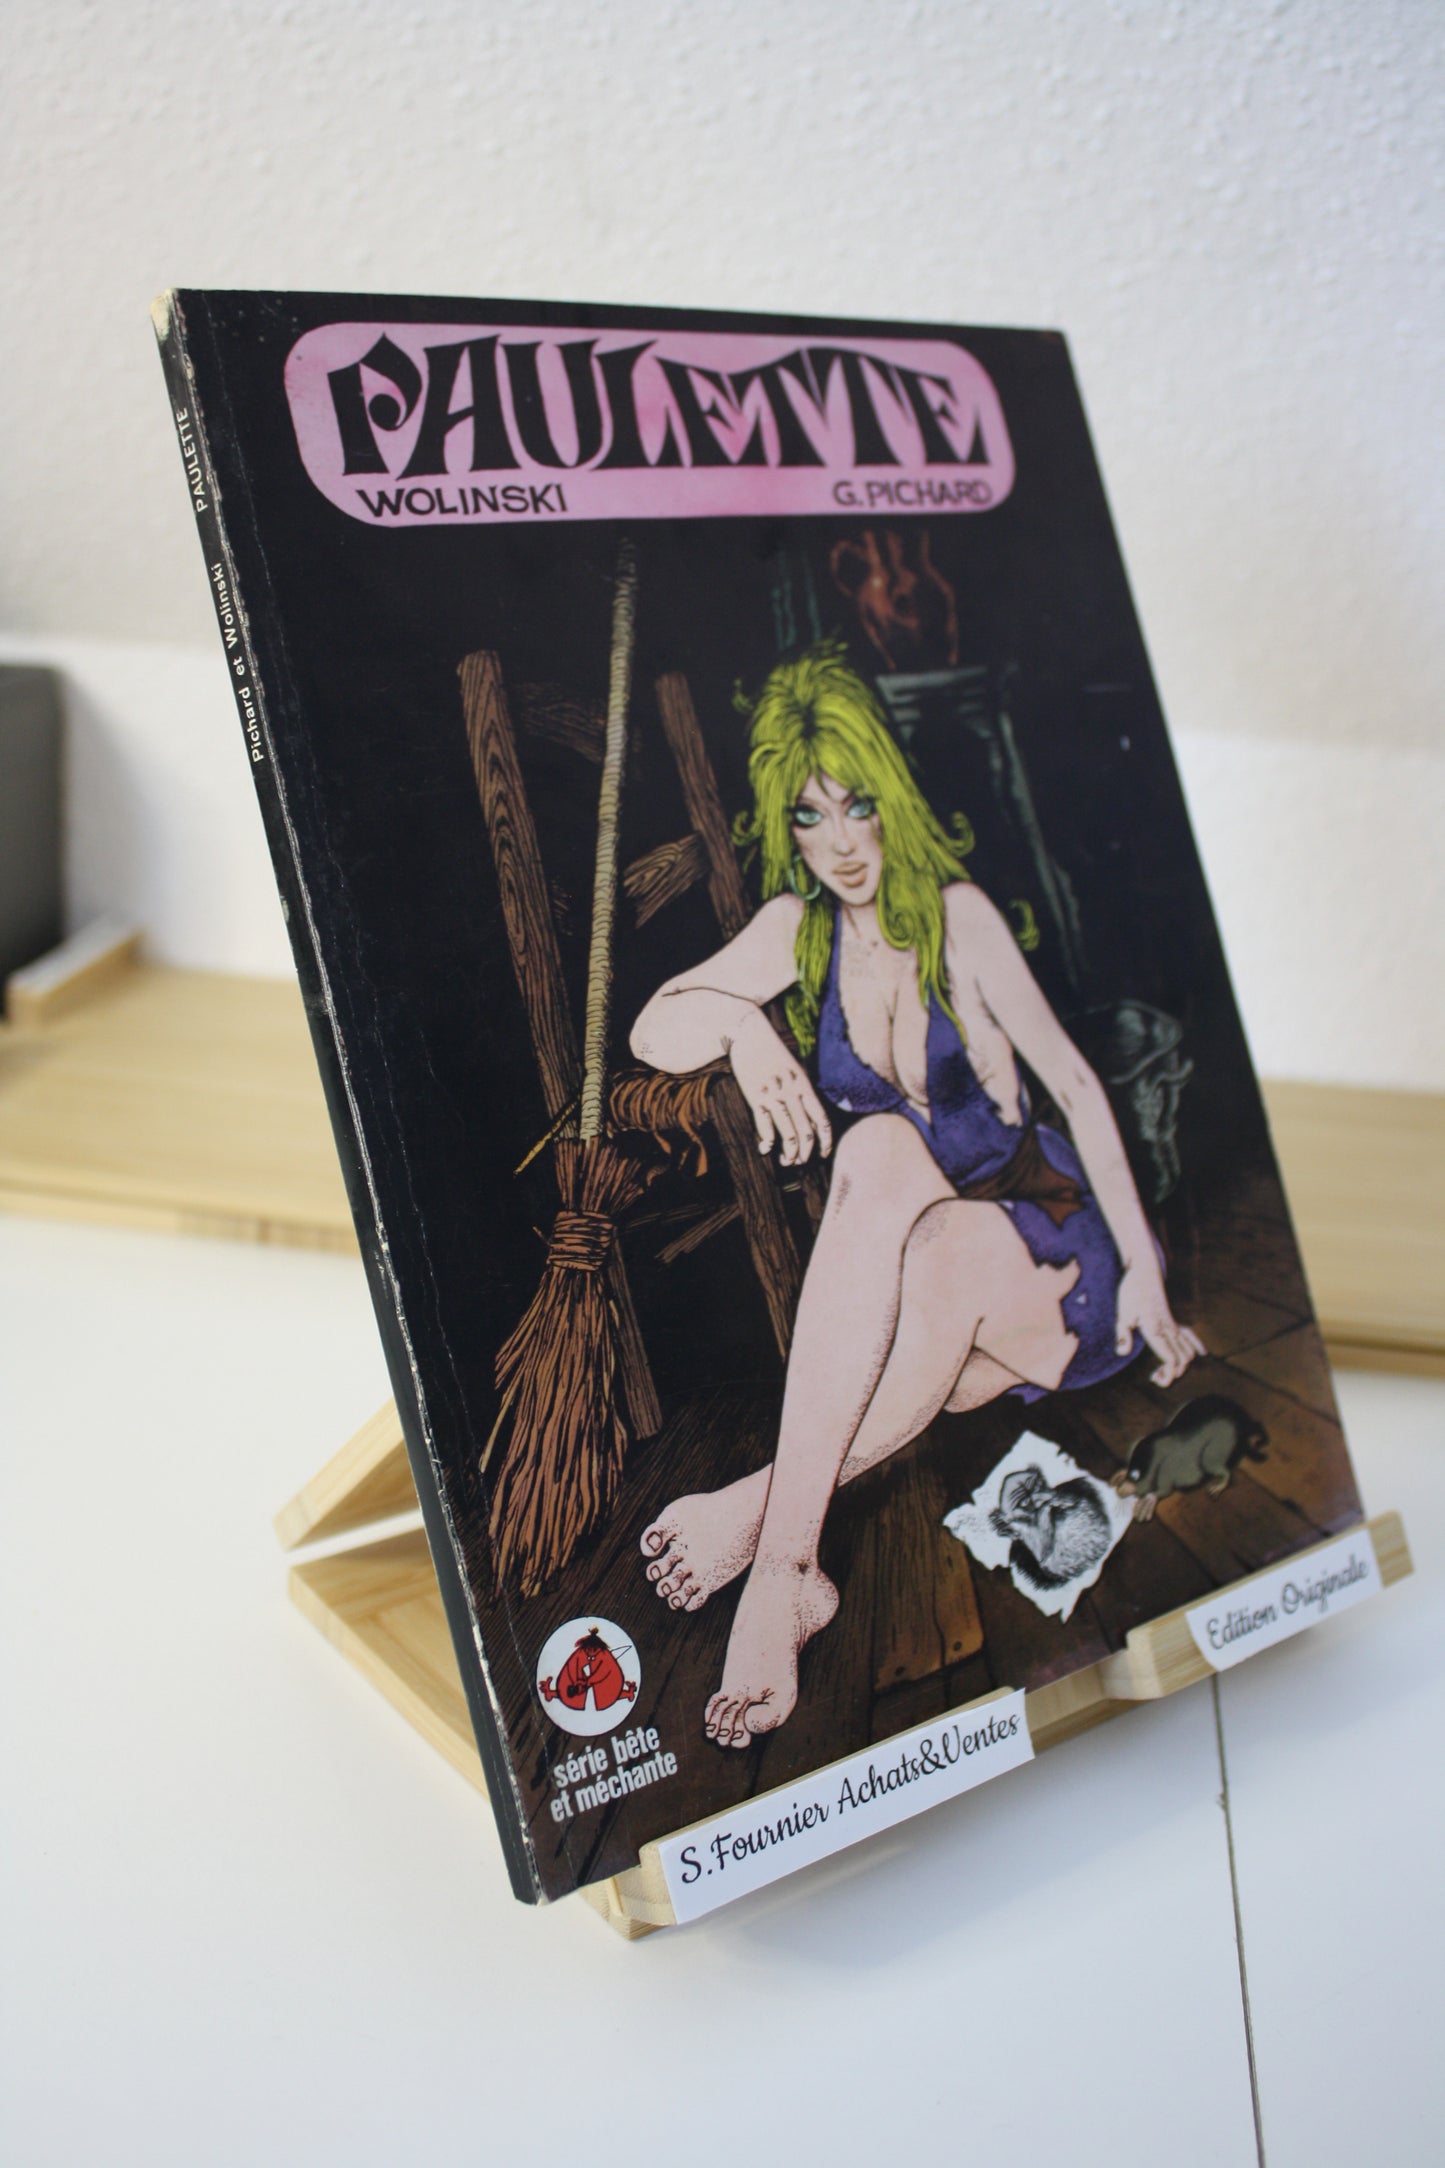 PAULETTE
WOLINSKI
G. PICHARD
PAULETTE
Pichard et Wolinski
série bête
et méchante
S.Fournier Achats&Ventes
Edition Originale